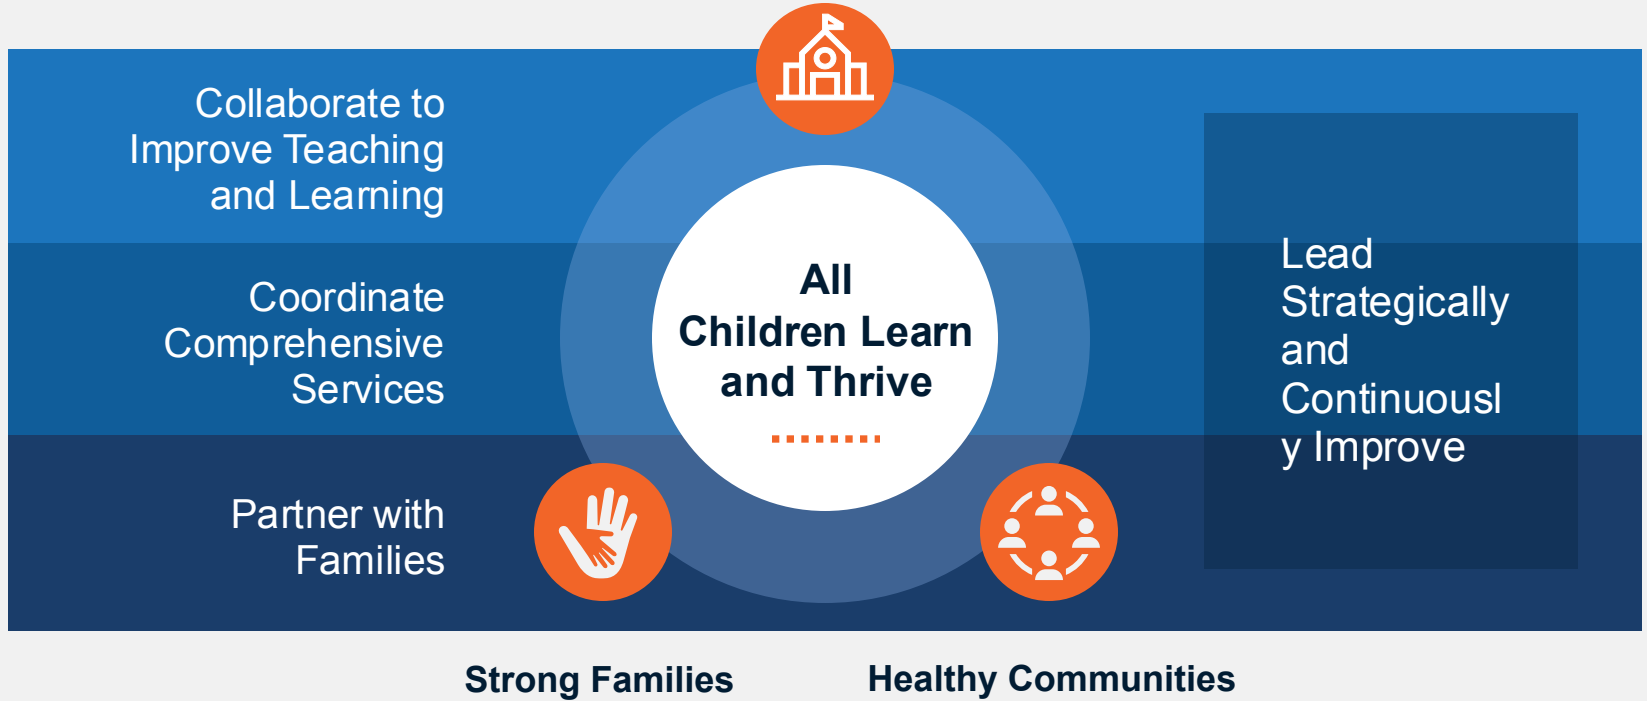 Collaborate to
Improve Teaching
and Learning
Coordinate
Comprehensive
Services
Partner with
Families
All
Children Learn
and Thrive
Lead
Strategically
and
Continuousl
y Improve
Strong Families
Healthy Communities